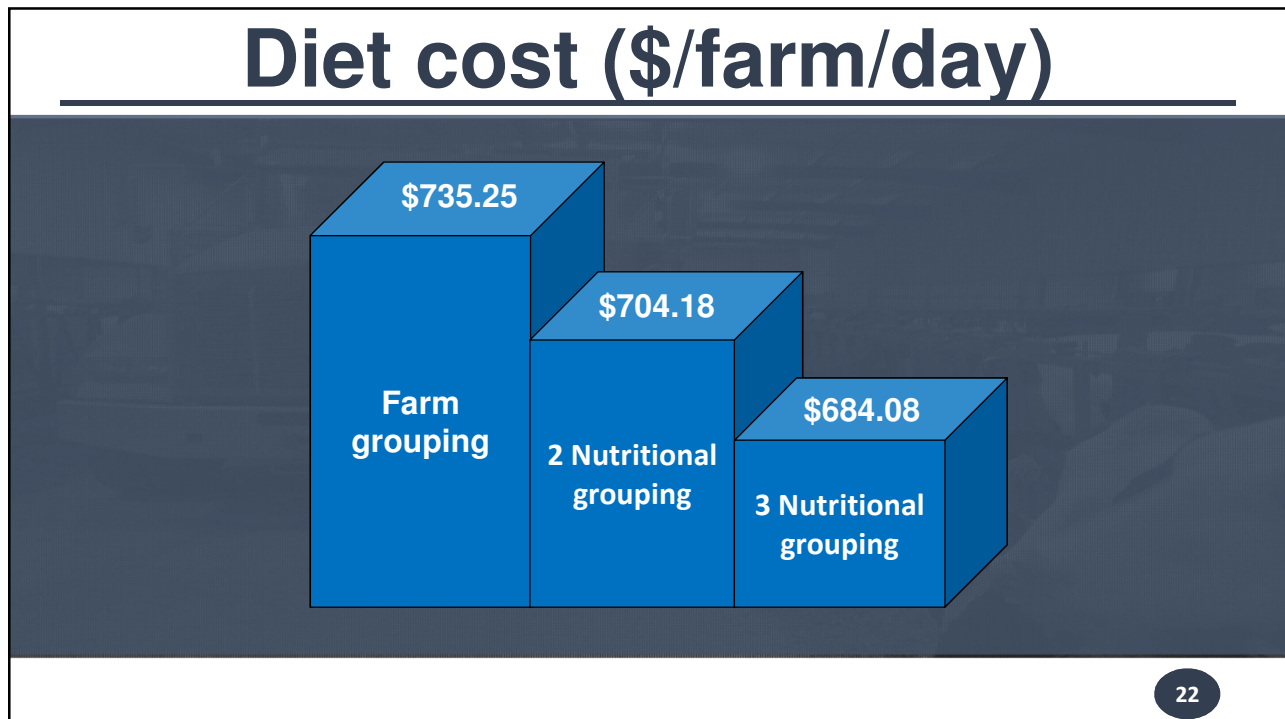 Diet cost ($/farm/day)
$735.25
Farm
grouping
$704.18
2 Nutritional
grouping
$684.08
3 Nutritional
grouping
22